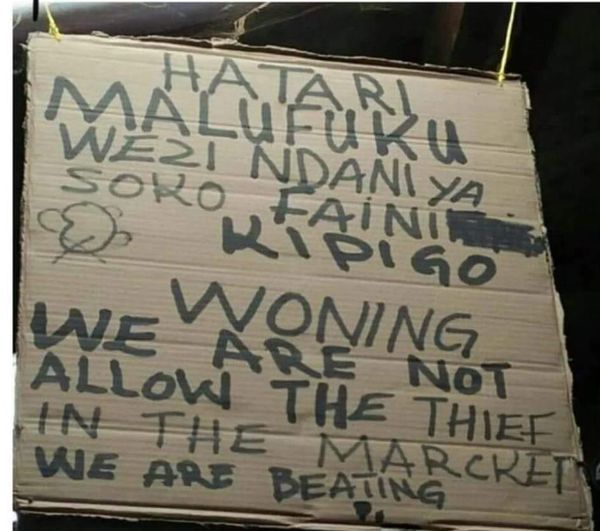 HATARI
MALUFUKU
WEZI NDANI YA
SOKO FAINI
KIPIGO
WONING
WE ARE NOT
ALLOW THE THIEF
IN THE MARCKET
WE ARE BEATING